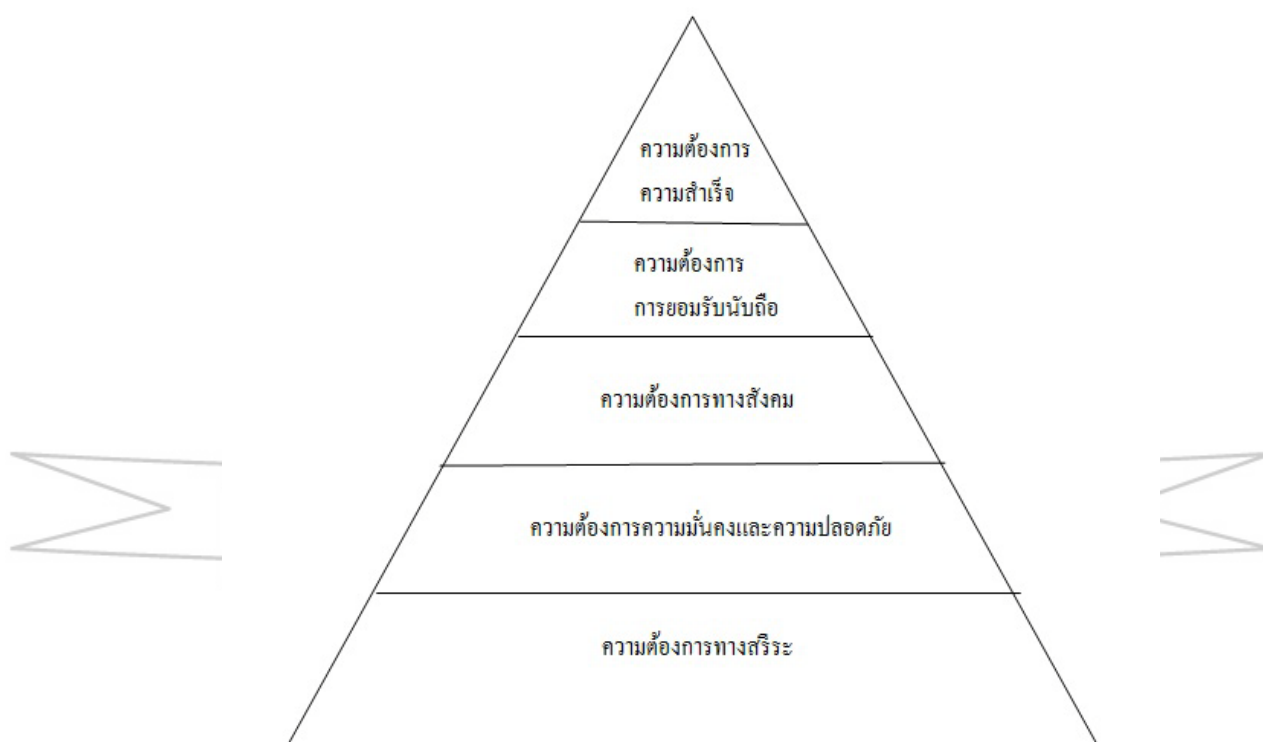 ความต้องการ
ความสำเร็จ
ความต้องการ
การยอมรับนับถือ
ความต้องการทางสังคม
ความต้องการความมั่นคงและความปลอดภัย
ความต้องการทางสรีระ